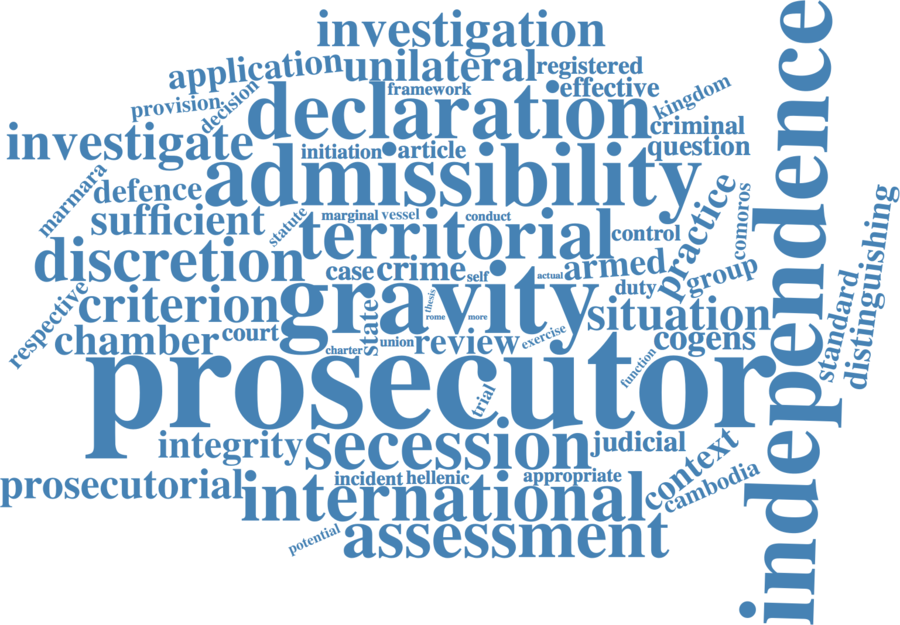 investigation
application unilateral registered
provision decision framework effective kingdom
declaration criminal
investigate initiation article question
marmara defence admissibility
sufficient statute marginal vessel conduct practice comoros independence
territorial control
discretion case crime self actual armed group distinguishing
respective criterion gravity thesis rome more duty situation standard
chamber court state charter union review exercise cogens
prosecutor function
trial
integrity secession judicial
prosecutorial incident hellenic appropriate context
international cambodia
potential assessment